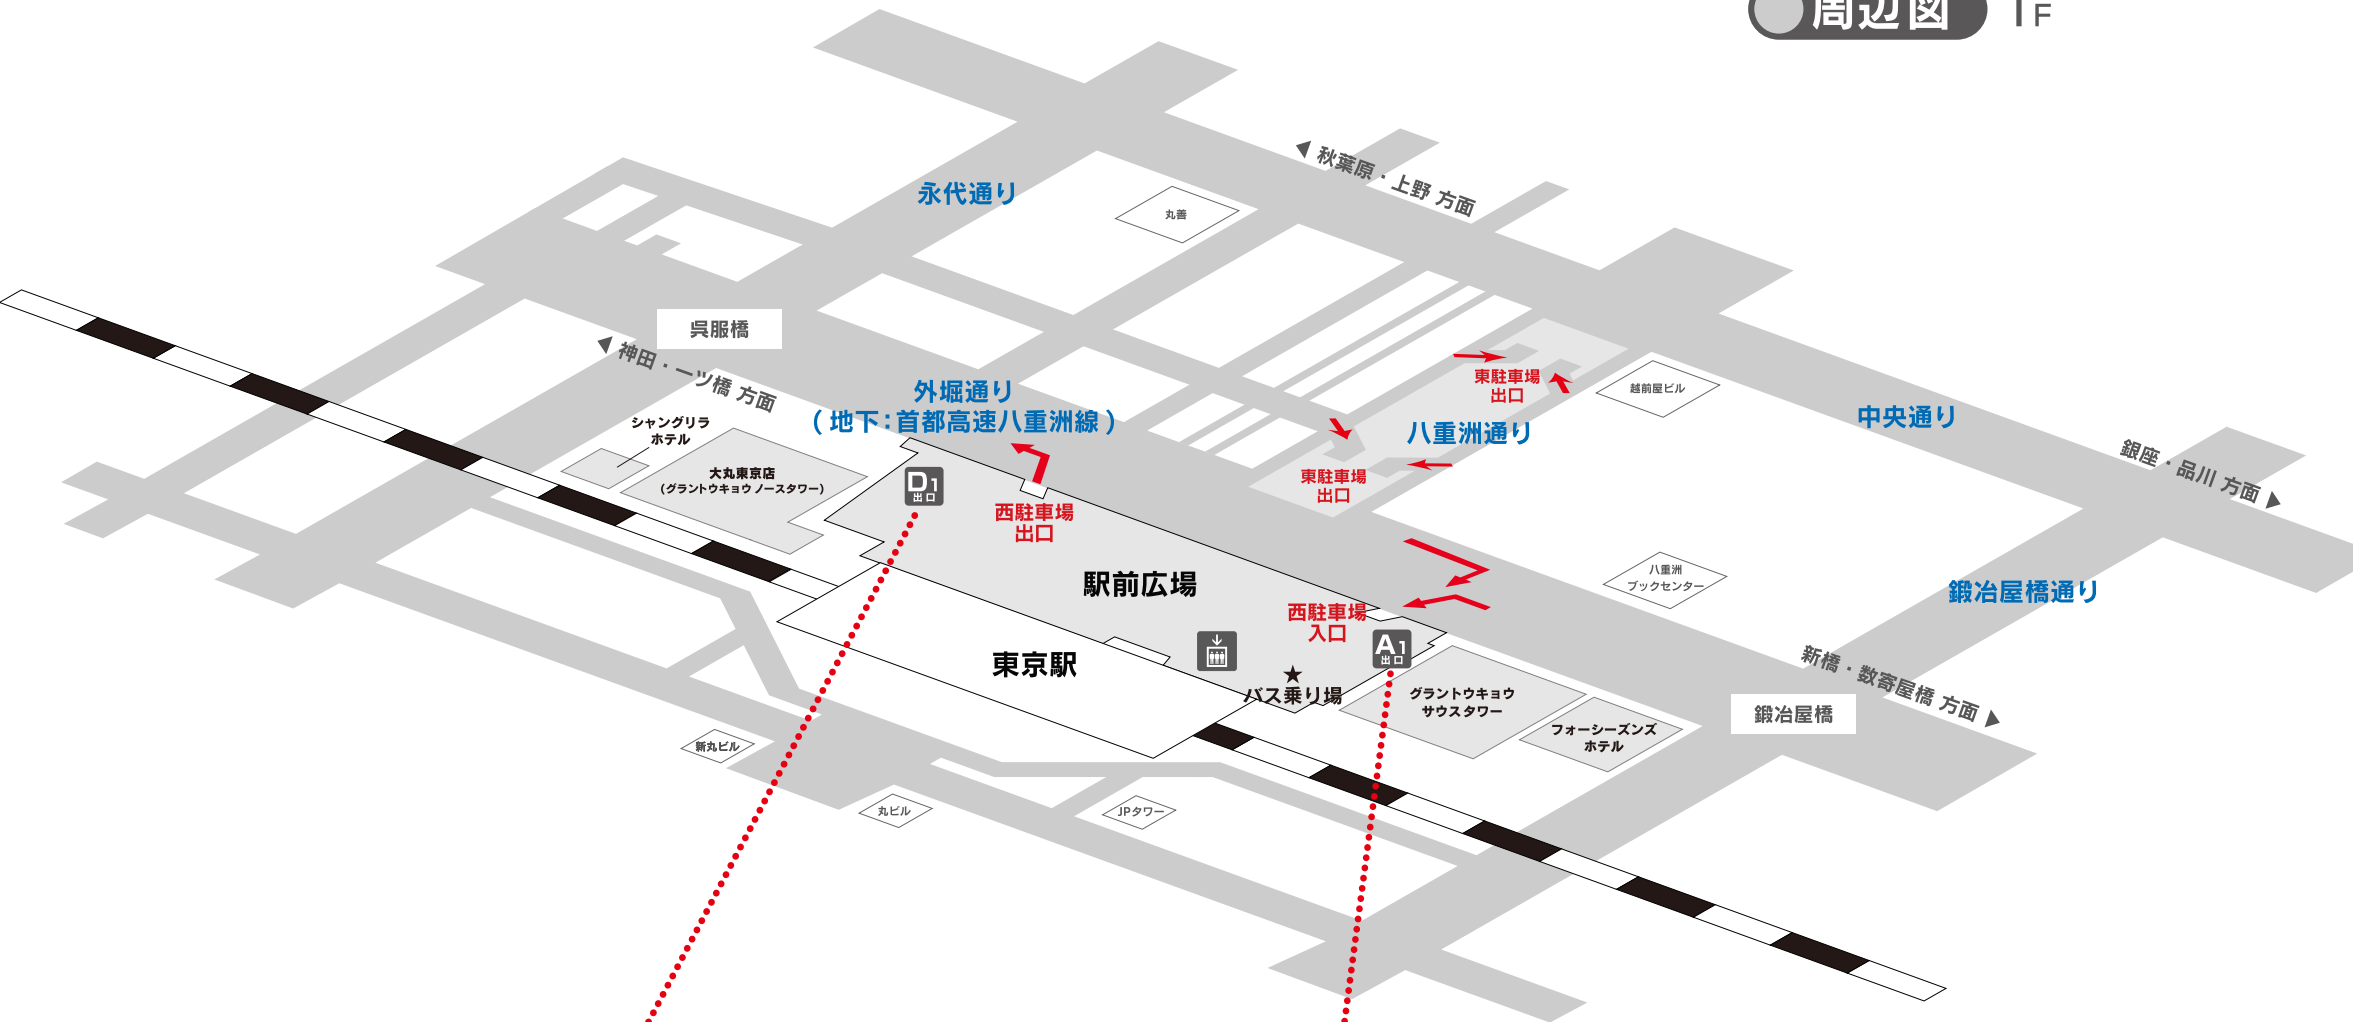 周辺図 1F
永代通り
◀ 秋葉原・上野 方面
丸善
呉服橋
◀ 神田・一ツ橋 方面
外堀通り
(地下:首都高速八重洲線)
東駐車場
出口
越前屋ビル
中央通り
八重洲通り
シャングリラ
ホテル
大丸東京店
(グラントウキョウ ノースタワー)
D1
出口
東駐車場
出口
銀座・品川 方面 ▶
西駐車場
出口
駅前広場
八重洲
ブックセンター
鍛冶屋橋通り
西駐車場
入口
A1
出口
東京駅
★
バス乗り場
グラントウキョウ
サウスタワー
新橋・数寄屋橋 方面 ▶
鍛冶屋橋
フォーシーズンズ
ホテル
新丸ビル
丸ビル
JPタワー